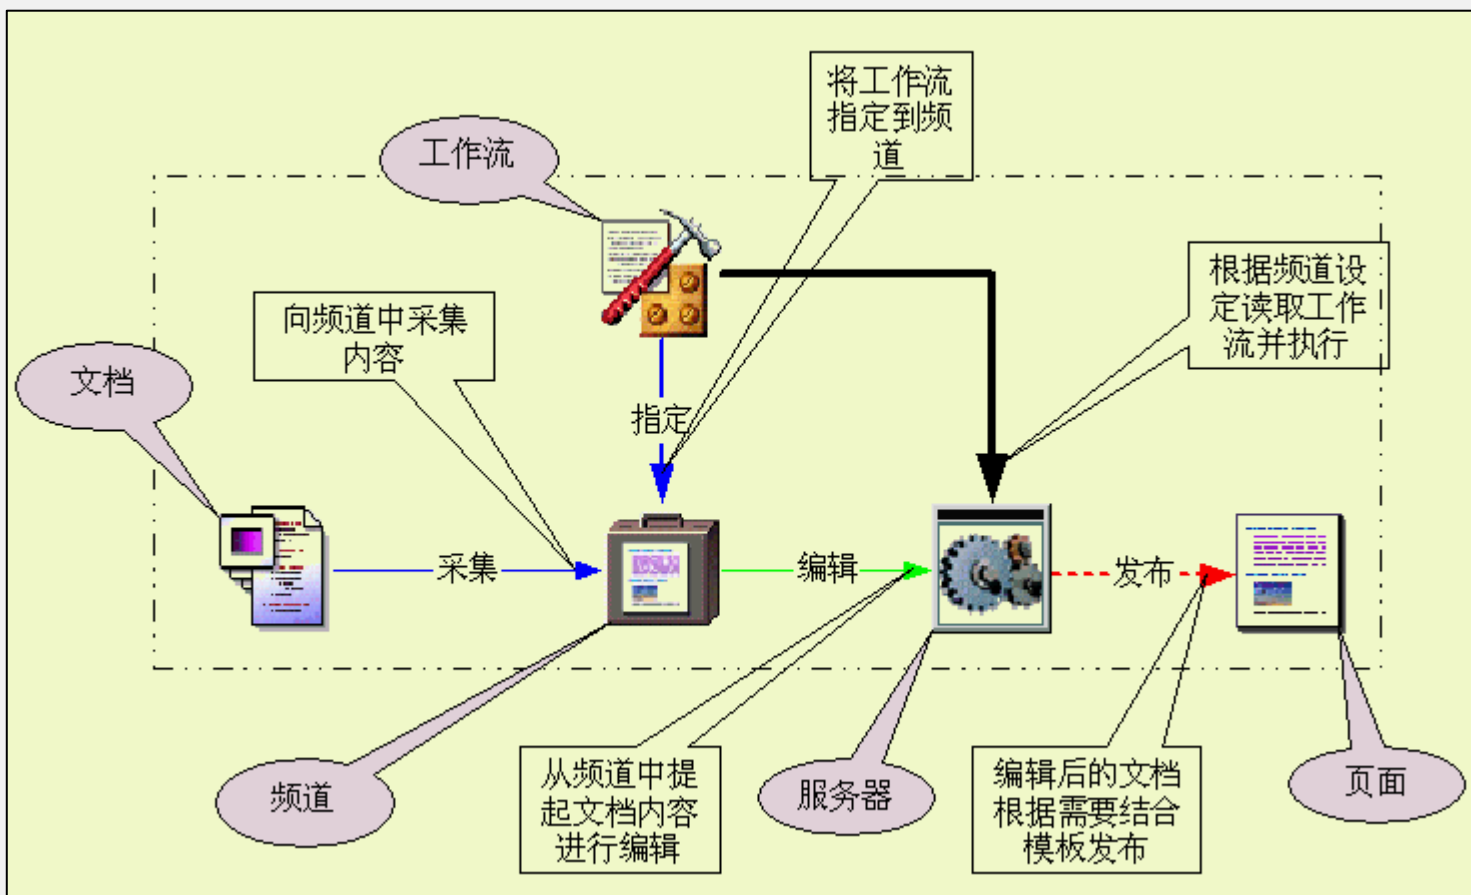 将工作流
指定到频
道
工作流
根据频道设
定读取工作
流并执行
向频道中采集
内容
文档
指定
采集
编辑
发布
频道
从频道中提
起文档内容
进行编辑
服务器
编辑后的文档
根据需要结合
模板发布
页面